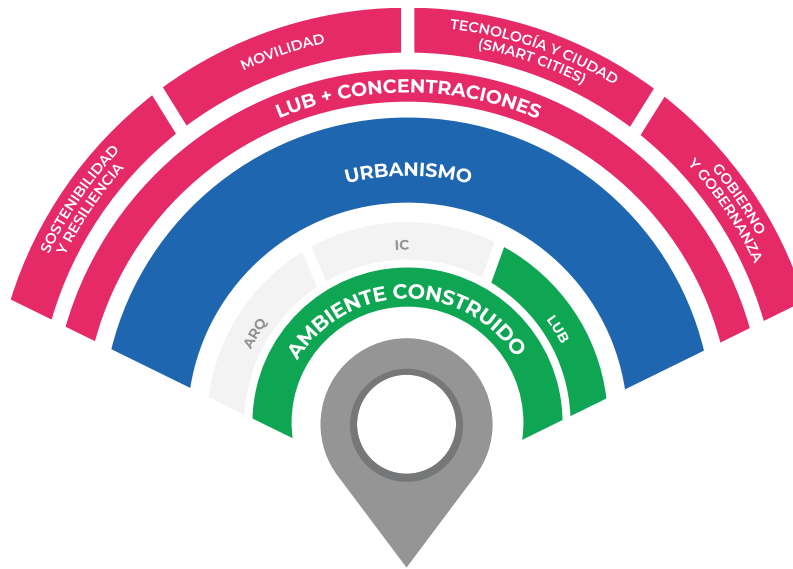 MOVILIDAD
TECNOLOGÍA Y CIUDAD
(SMART CITIES)
SOSTENIBILIDAD
Y RESILIENCIA
GOBIERNO
Y GOBERNANZA
LUB + CONCENTRACIONES
URBANISMO
ARQ
IC
LUB
AMBIENTE CONSTRUIDO